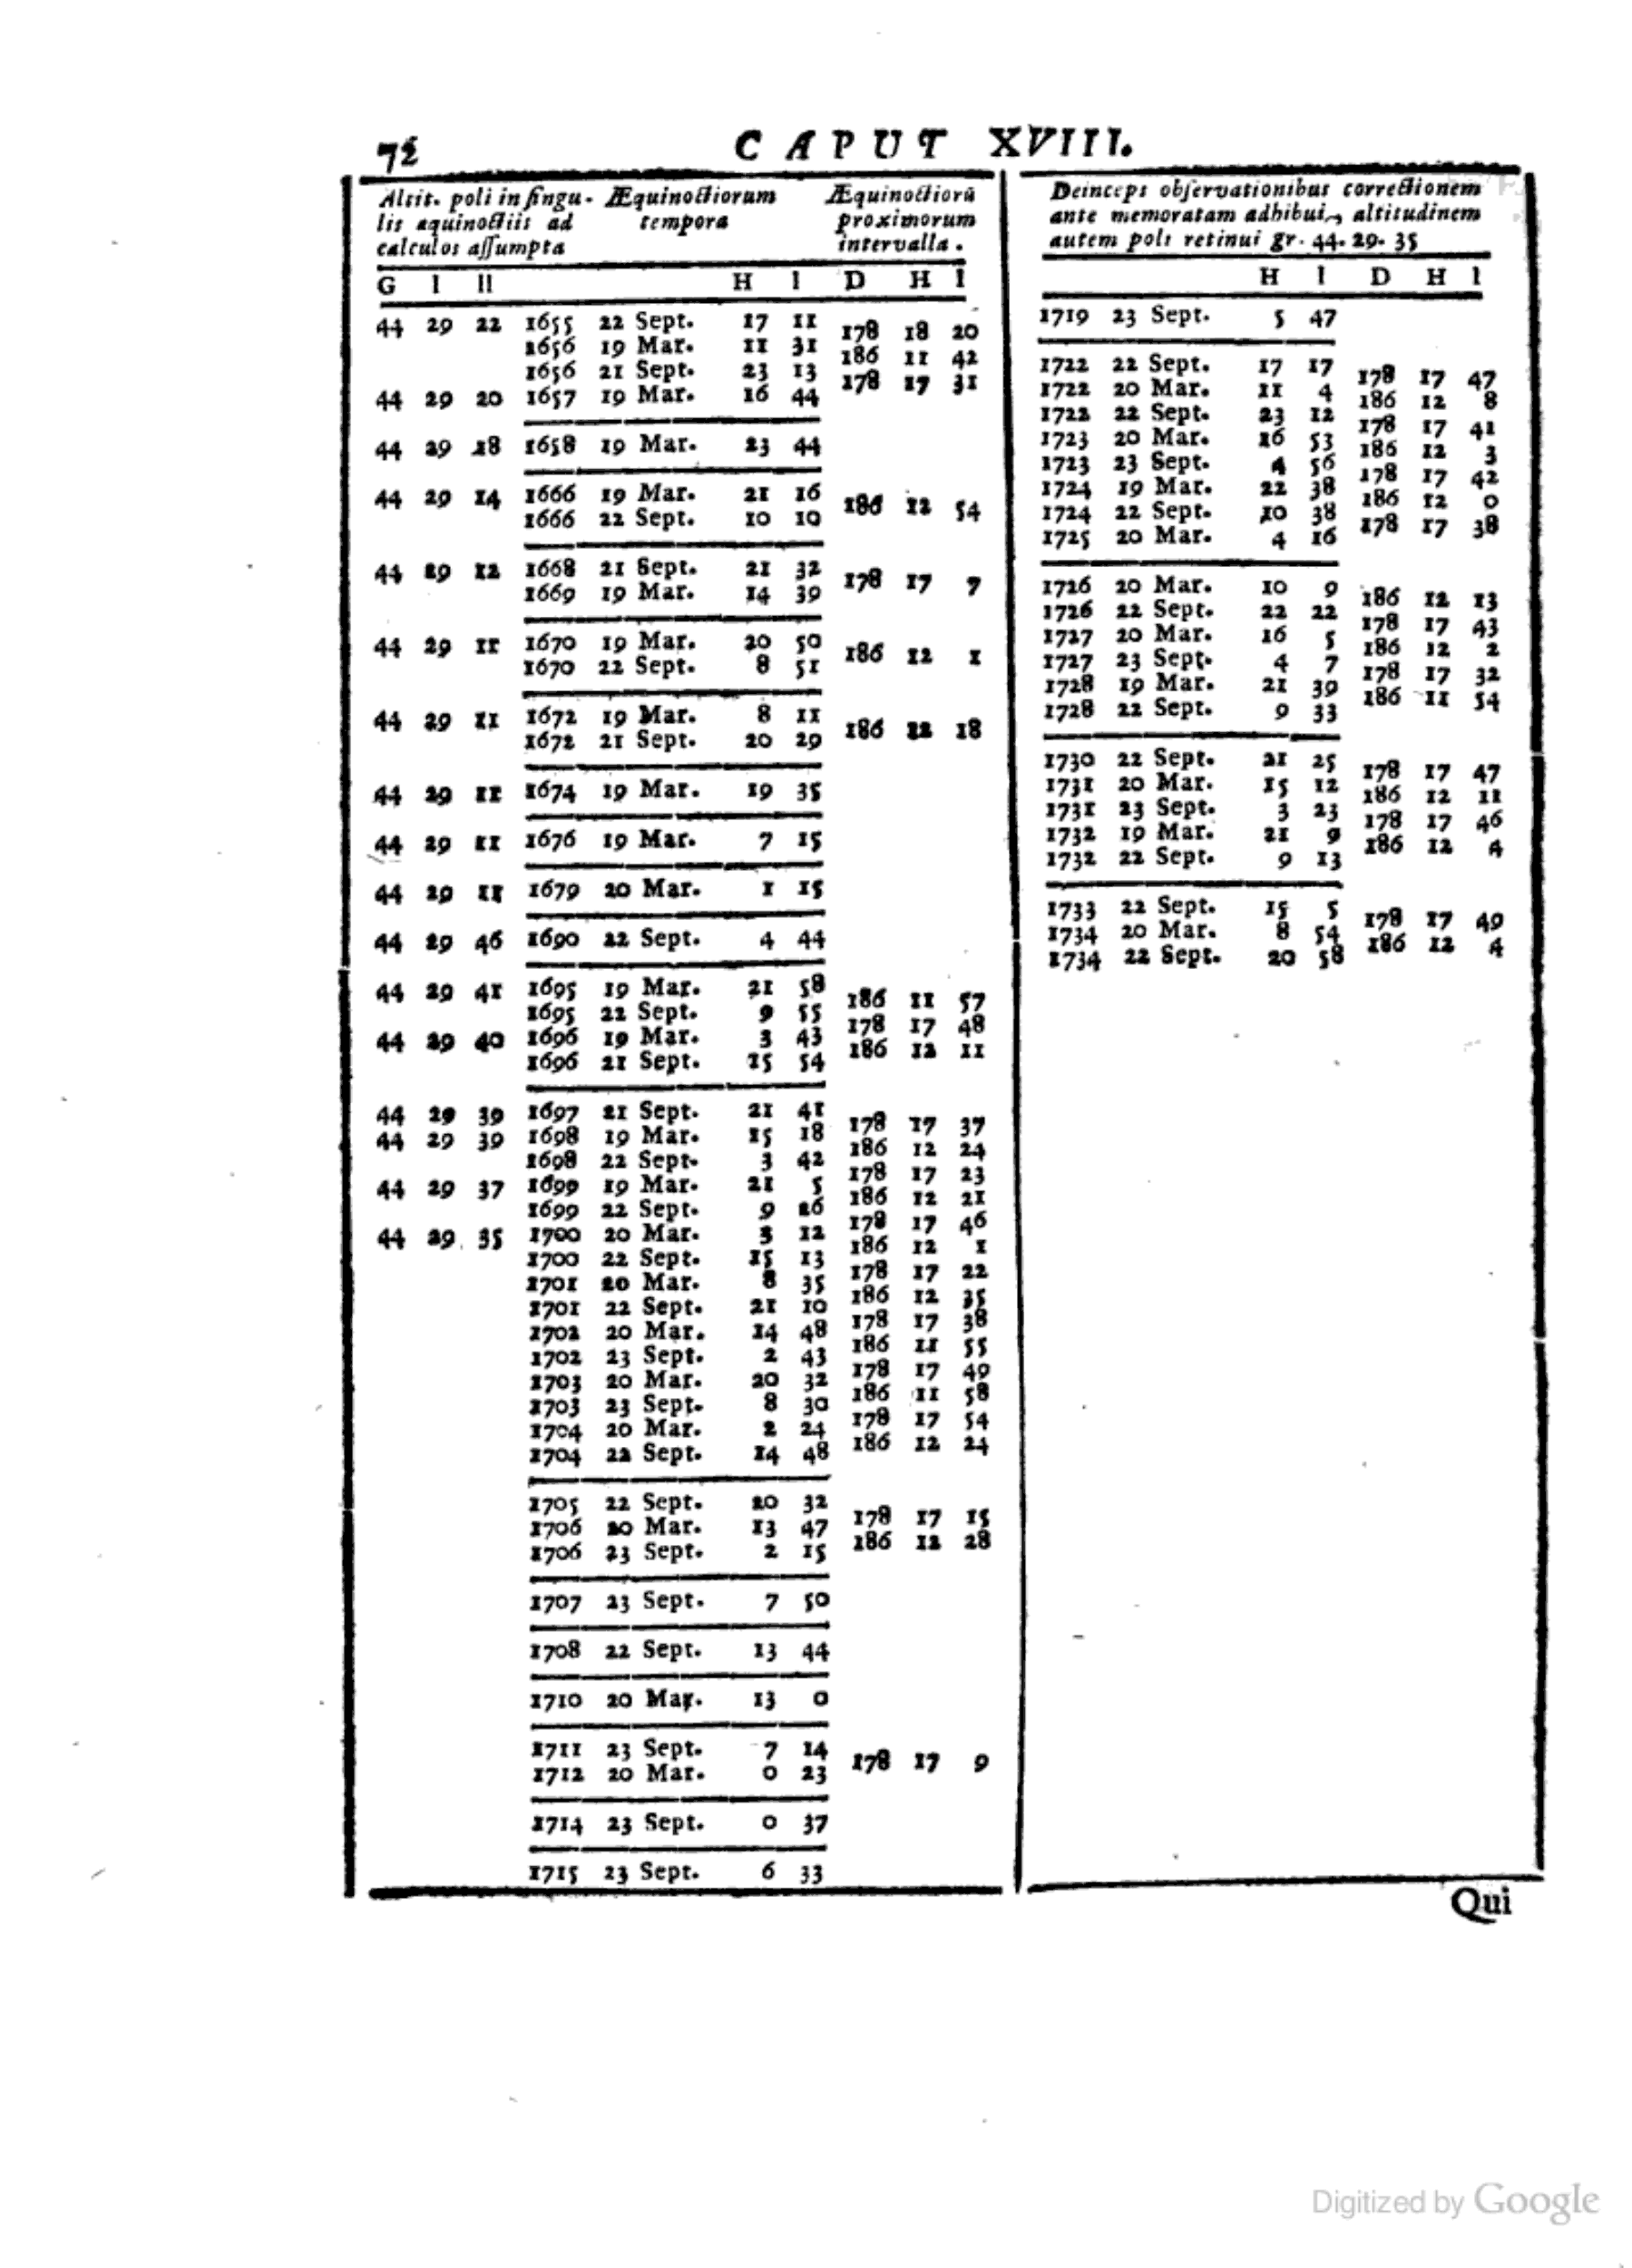 72 CAPUT XVIII.
Altit. poli in singu- Æquinoctiorum Æquinoctiorū
lis æquinoctiis ad tempora proximorum
calculos assumpta intervalla.
G I II H I D H I
44 29 22 1655 22 Sept. 17 11
178 18 20
1656 19 Mar. 11 31
186 11 42
1656 21 Sept. 23 13
178 17 31
44 29 20 1657 19 Mar. 16 44
44 29 18 1658 19 Mar. 23 44
44 29 14 1666 19 Mar. 21 16
186 12 54
1666 22 Sept. 10 10
44 29 12 1668 21 Sept. 21 32
178 17 7
1669 19 Mar. 14 39
44 29 11 1670 19 Mar. 20 50
186 12 1
1670 22 Sept. 8 51
44 29 11 1672 19 Mar. 8 11
186 12 18
1672 21 Sept. 20 29
44 29 11 1674 19 Mar. 19 35
44 29 11 1676 19 Mar. 7 15
44 29 11 1679 20 Mar. 1 15
44 29 46 1690 22 Sept. 4 44
44 29 41 1695 19 Mar. 21 58
186 11 57
1695 22 Sept. 9 55
178 17 48
44 29 40 1696 19 Mar. 3 43
186 12 11
1696 21 Sept. 15 54
44 29 39 1697 21 Sept. 21 41
178 17 37
44 29 39 1698 19 Mar. 15 18
186 12 24
1698 22 Sept. 3 42
178 17 23
44 29 37 1699 19 Mar. 21 5
186 12 21
1699 22 Sept. 9 26
178 17 46
44 29 35 1700 20 Mar. 3 12
186 12 1
1700 22 Sept. 15 13
178 17 22
1701 20 Mar. 8 35
186 12 35
1701 22 Sept. 21 10
178 17 38
1702 20 Mar. 14 48
186 11 55
1702 23 Sept. 2 43
178 17 49
1703 20 Mar. 20 32
186 11 58
1703 23 Sept. 8 30
178 17 54
1704 20 Mar. 2 24
186 12 24
1704 22 Sept. 14 48
1705 22 Sept. 20 32
178 17 15
1706 20 Mar. 13 47
186 12 28
1706 23 Sept. 2 15
1707 23 Sept. 7 50
1708 22 Sept. 13 44
1710 20 Mar. 13 0
1711 23 Sept. 7 14
178 17 9
1712 20 Mar. 0 23
1714 23 Sept. 0 37
1715 23 Sept. 6 33
Deinceps observationibus correctionem
ante memoratam adhibui, altitudinem
autem poli retinui gr. 44. 29. 35
H I D H I
1719 23 Sept. 5 47
1722 22 Sept. 17 17
178 17 47
1722 20 Mar. 11 4
186 12 8
1722 22 Sept. 23 12
178 17 41
1723 20 Mar. 16 53
186 12 3
1723 23 Sept. 4 56
178 17 42
1724 19 Mar. 22 38
186 12 0
1724 22 Sept. 10 38
178 17 38
1725 20 Mar. 4 16
1726 20 Mar. 10 9
186 12 13
1726 22 Sept. 22 22
178 17 43
1727 20 Mar. 16 5
186 12 2
1727 23 Sept. 4 7
178 17 32
1728 19 Mar. 21 39
186 11 54
1728 22 Sept. 9 33
1730 22 Sept. 21 25
178 17 47
1731 20 Mar. 15 12
186 12 11
1731 23 Sept. 3 23
178 17 46
1732 19 Mar. 21 9
186 12 4
1732 22 Sept. 9 13
1733 22 Sept. 15 5
178 17 49
1734 20 Mar. 8 54
186 12 4
1734 22 Sept. 20 58
Qui
Digitized by Google